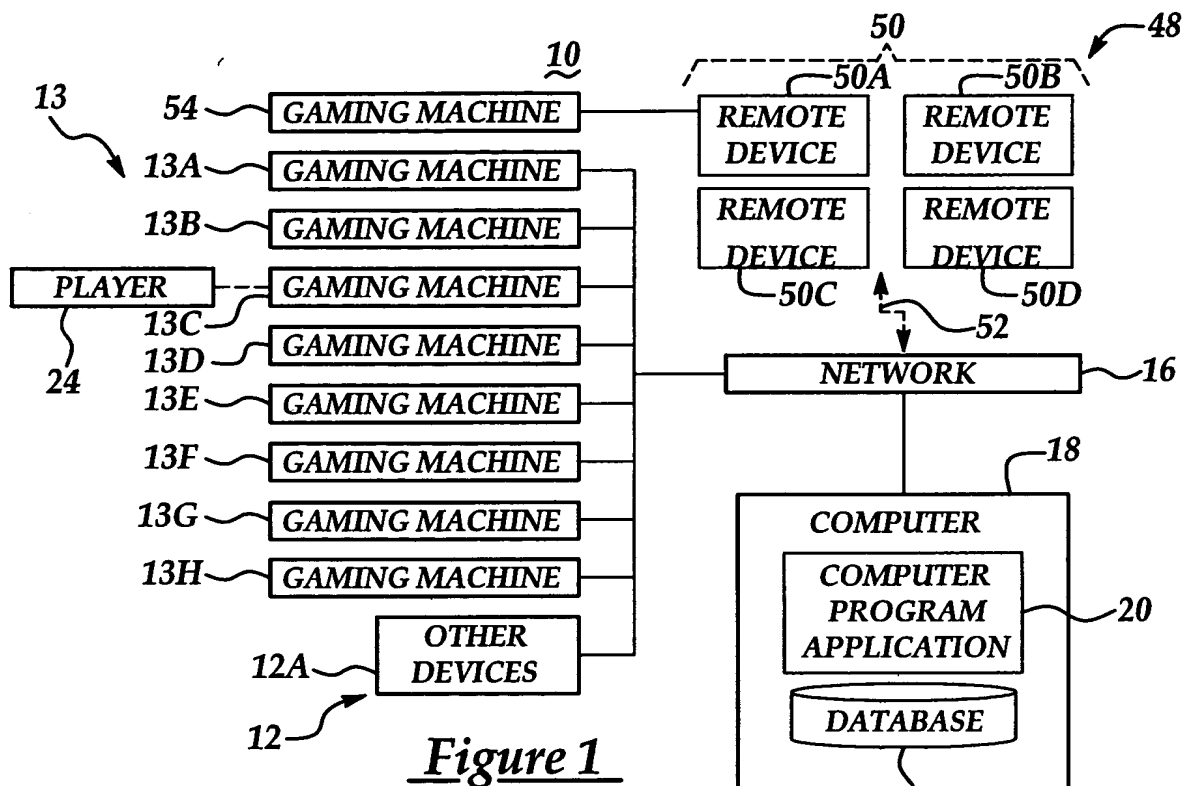 10
50
48
13
54
GAMING MACHINE
50A
REMOTE
DEVICE
50B
REMOTE
DEVICE
13A
GAMING MACHINE
13B
GAMING MACHINE
REMOTE
DEVICE
50C
REMOTE
DEVICE
50D
PLAYER
24
GAMING MACHINE
13C
52
GAMING MACHINE
13D
NETWORK
16
13E
GAMING MACHINE
13F
GAMING MACHINE
18
13G
GAMING MACHINE
COMPUTER
13H
GAMING MACHINE
COMPUTER
PROGRAM
APPLICATION
20
12A
OTHER
DEVICES
12
DATABASE
Figure 1